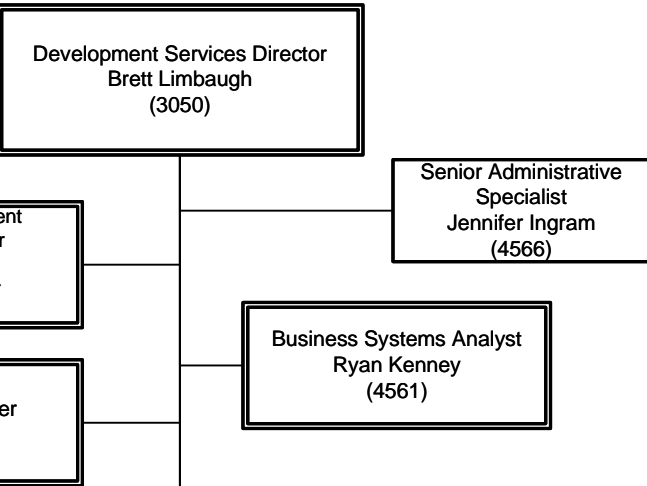 Development Services Director
Brett Limbaugh
(3050)
Senior Administrative
Specialist
Jennifer Ingram
(4566)
Business Systems Analyst
Ryan Kenney
(4561)